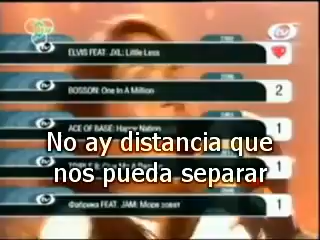 ELVIS FEAT. JXL: Little Less
BOSSON: One In A Million
2
ACE OF BASE: Happy Nation
1
No ay distancia que
nos pueda separar
1
Фабрика FEAT. JAM: Море зовет
1